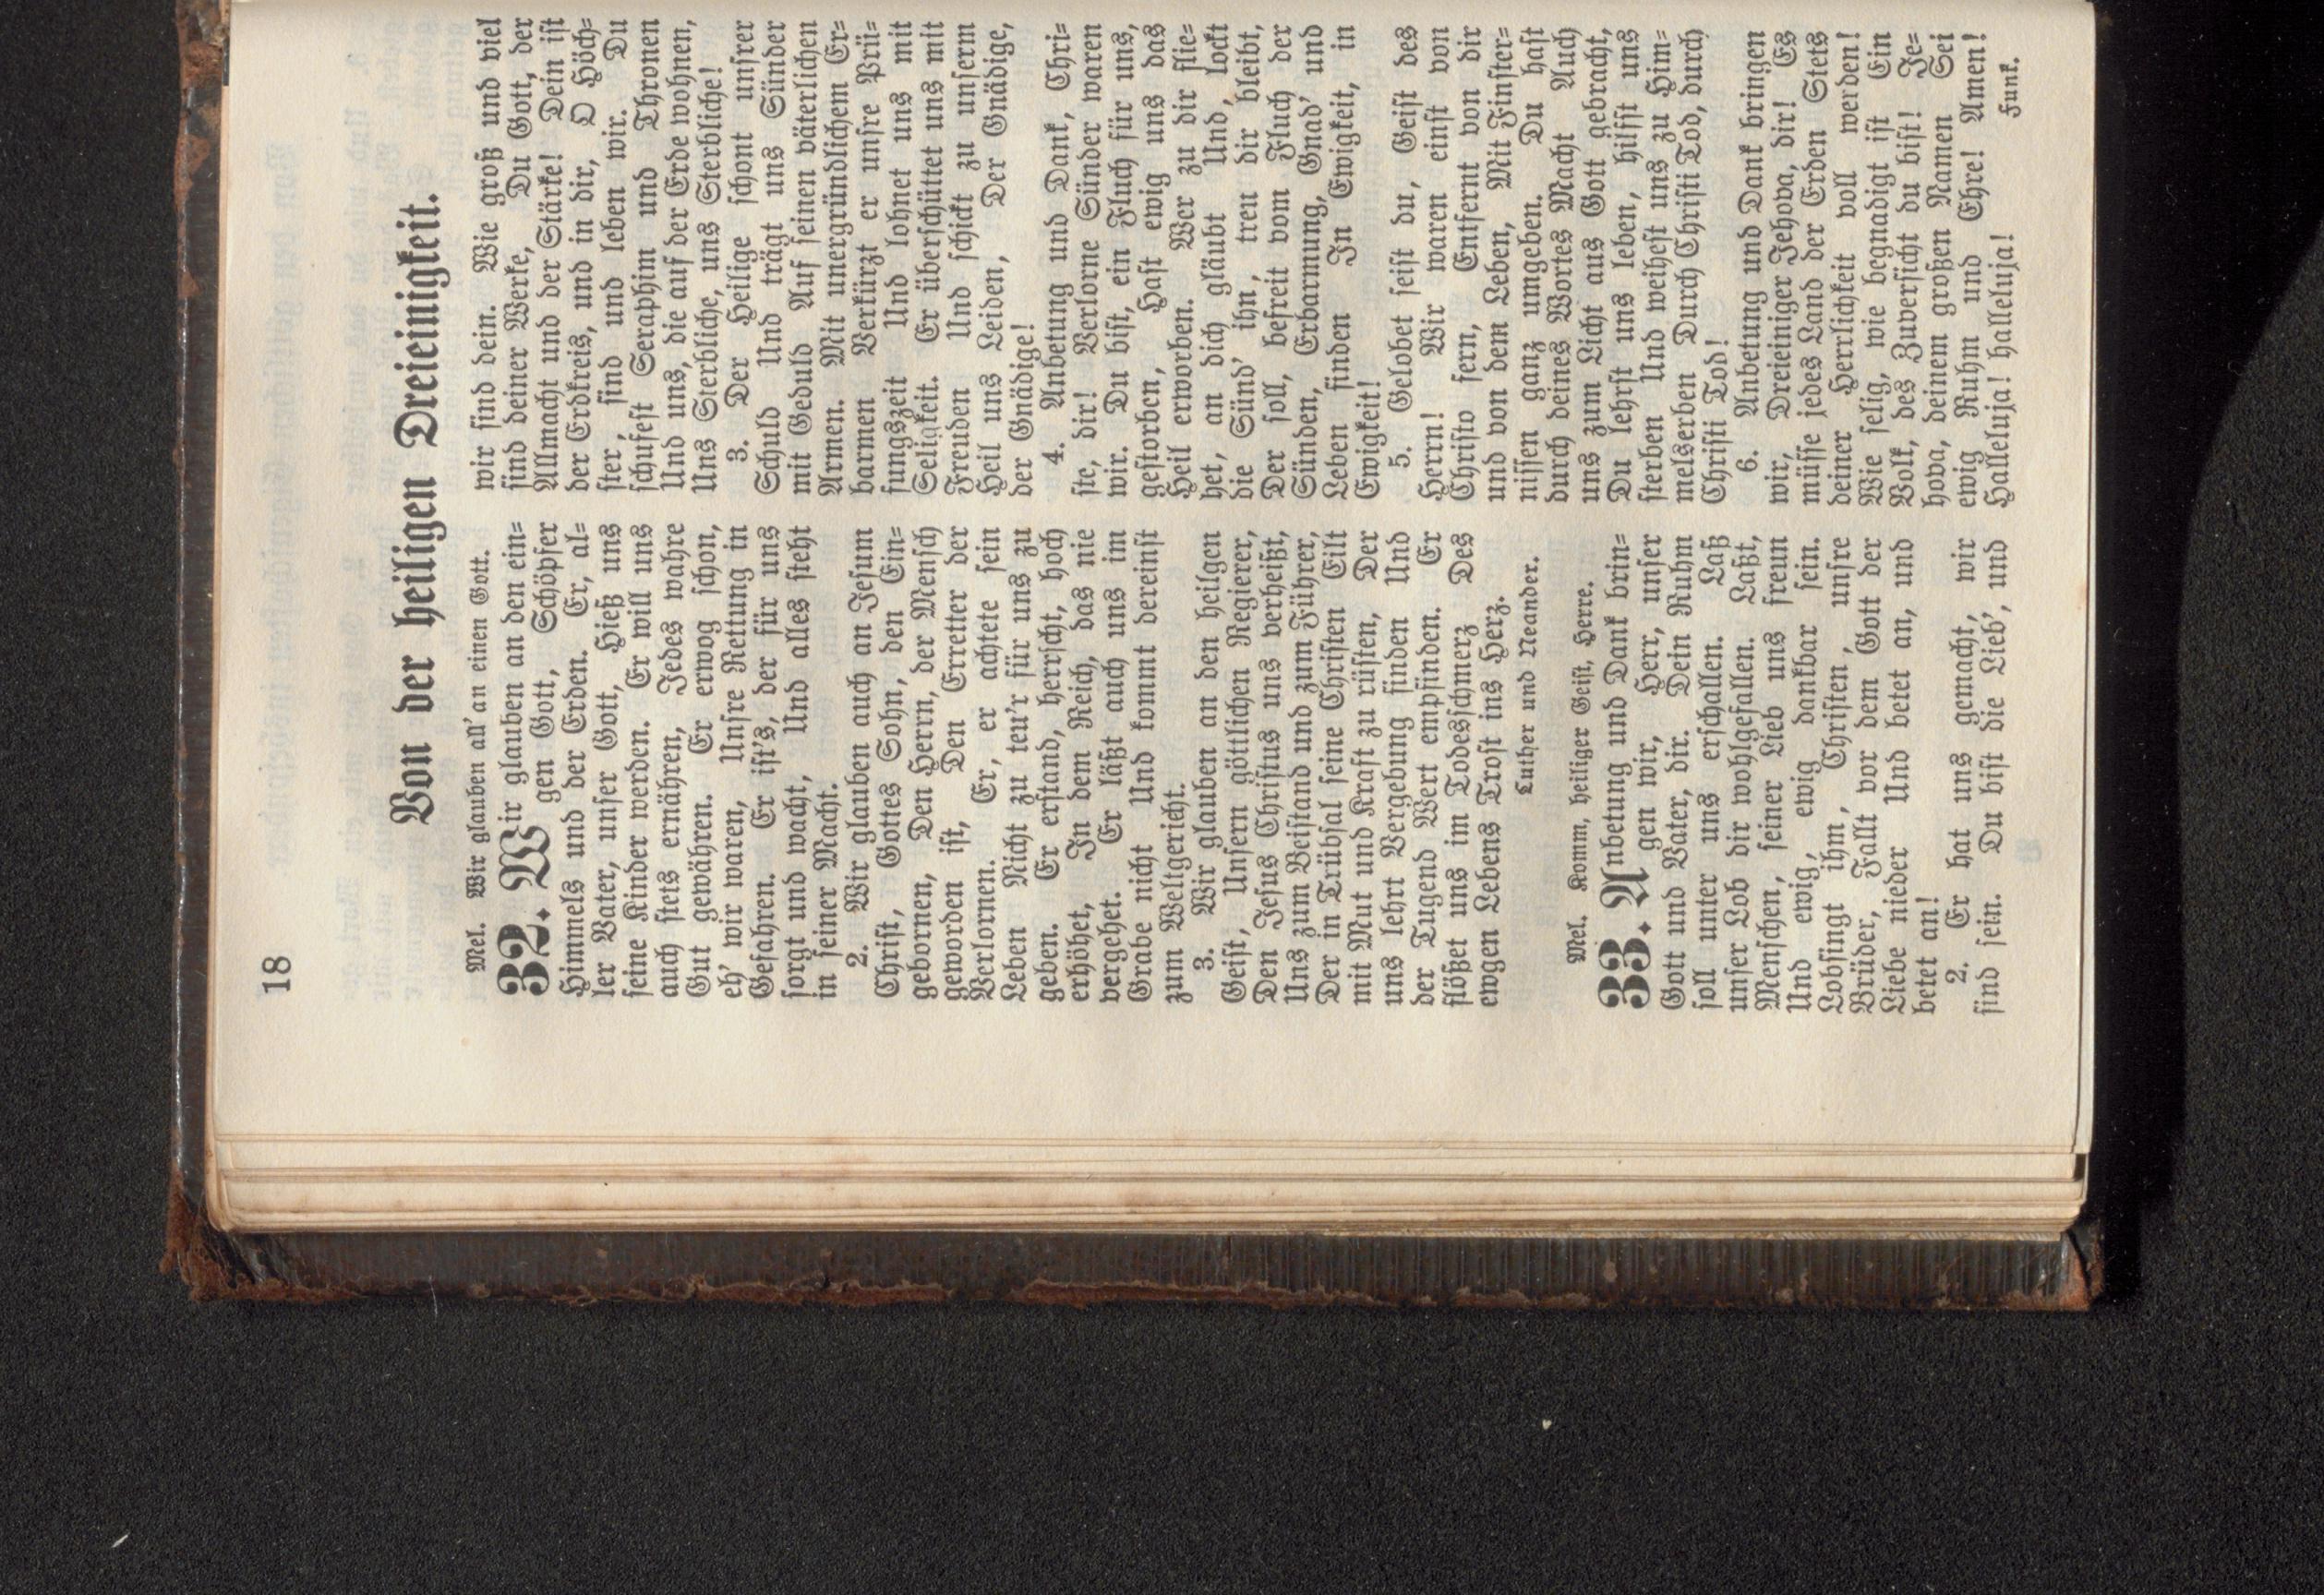 18
Von der heiligen Dreieinigkeit.
Mel. Wir glauben all' an einen Gott.
32. Wir glauben an den ein=
gen Gott, Schöpfer
Himmels und der Erden. Er, al=
ler Vater, unser Gott, Hieß uns
seine Kinder werden. Er will uns
auch stets ernähren, Jedes wahre
Gut gewähren. Er erwog schon,
eh' wir waren, Unsre Rettung in
Gefahren. Er ist's, der für uns
sorgt und wacht, Und alles steht
in seiner Macht.
2. Wir glauben auch an Jesum
Christ, Gottes Sohn, den Ein=
gebornen, Den Herrn, der Mensch
geworden ist, Den Erretter der
Verlornen. Er, er achtete sein
Leben Nicht zu teu'r für uns zu
geben. Er erstand, herrscht, hoch
erhöhet, In dem Reich, das nie
vergehet. Er läßt auch uns im
Grabe nicht Und kommt dereinst
zum Weltgericht.
3. Wir glauben an den heilgen
Geist, Unsern göttlichen Regierer,
Den Jesus Christus uns verheißt,
Uns zum Beistand und zum Führer,
Der in Trübsal seine Christen Eilt
mit Mut und Kraft zu rüsten, Der
uns lehrt Vergebung finden Und
der Tugend Wert empfinden. Er
flößet uns im Todesschmerz Des
ewgen Lebens Trost ins Herz.
Luther und Neander.
Mel. Komm, heiliger Geist, Herre.
33. Anbetung und Dank brin=
gen wir, Herr, unser
Gott und Vater, dir. Dein Ruhm
soll unter uns erschallen. Laß
unser Lob dir wohlgefallen. Laßt,
Menschen, seiner Lieb uns freun
Und ewig, ewig dankbar sein.
Lobsingt ihm, Christen, unsre
Brüder, Fallt vor dem Gott der
Liebe nieder Und betet an, und
betet an!
2. Er hat uns gemacht, wir
sind sein. Du bist die Lieb', und
wir sind dein. Wie groß und viel
sind deiner Werke, Du Gott, der
Allmacht und der Stärke! Dein ist
der Erdkreis, und in dir, O Höch=
ster, sind und leben wir. Du
schufest Seraphim und Thronen
Und uns, die auf der Erde wohnen,
Uns Sterbliche, uns Sterbliche!
3. Der Heilige schont unsrer
Schuld Und trägt uns Sünder
mit Geduld Auf seinen väterlichen
Armen. Mit unergründlichem Er=
barmen Verkürzt er unsre Prü=
fungszeit Und lohnet uns mit
Seligkeit. Er überschüttet uns mit
Freuden Und schickt zu unserm
Heil uns Leiden, Der Gnädige,
der Gnädige!
4. Anbetung und Dank, Chri=
ste, dir! Verlorne Sünder waren
wir. Du bist, ein Fluch für uns,
gestorben, Hast ewig uns das
Heil erworben. Wer zu dir flie=
het, an dich gläubt Und, lockt
die Sünd' ihn, treu dir bleibt,
Der soll, befreit vom Fluch der
Sünden, Erbarmung, Gnad' und
Leben finden In Ewigkeit, in
Ewigkeit!
5. Gelobet seist du, Geist des
Herrn! Wir waren einst von
Christo fern, Entfernt von dir
und von dem Leben, Mit Finster=
nissen ganz umgeben. Du hast
durch deines Wortes Macht Auch
uns zum Licht aus Gott gebracht,
Du lehrst uns leben, hilfst uns
sterben Und weihest uns zu Him=
melserben Durch Christi Tod, durch
Christi Tod!
6. Anbetung und Dank bringen
wir, Dreieiniger Jehova, dir! Es
müsse jedes Land der Erden Stets
deiner Herrlichkeit voll werden!
Wie selig, wie begnadigt ist Ein
Volk, des Zuversicht du bist! Je=
hova, deinem großen Namen Sei
ewig Ruhm und Ehre! Amen!
Halleluja! halleluja!
Funk.